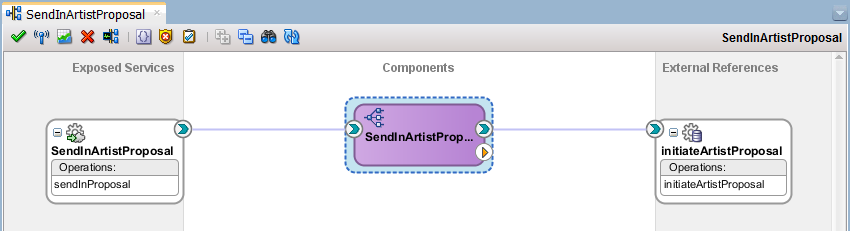 SendInArtistProposal
SendInArtistProposal
Exposed Services
Components
External References
SendInArtistProposal
Operations:
sendInProposal
SendInArtistProp...
initiateArtistProposal
Operations:
initiateArtistProposal